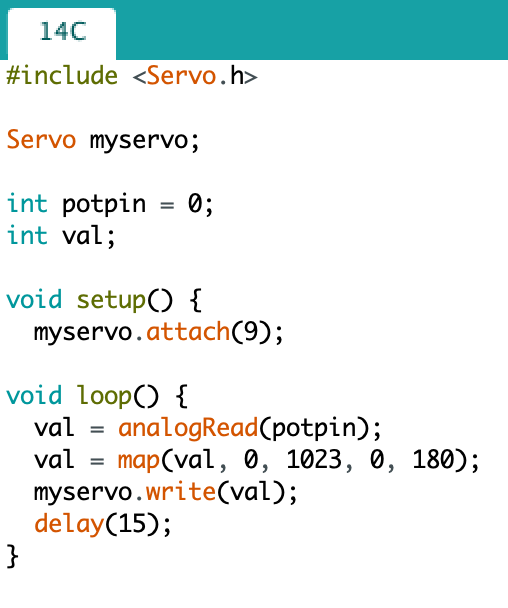 14C
#include <Servo.h>
Servo myservo;
int potpin = 0;
int val;
void setup() {
  myservo.attach(9);
void loop() {
  val = analogRead(potpin);
  val = map(val, 0, 1023, 0, 180);
  myservo.write(val);
  delay(15);
}